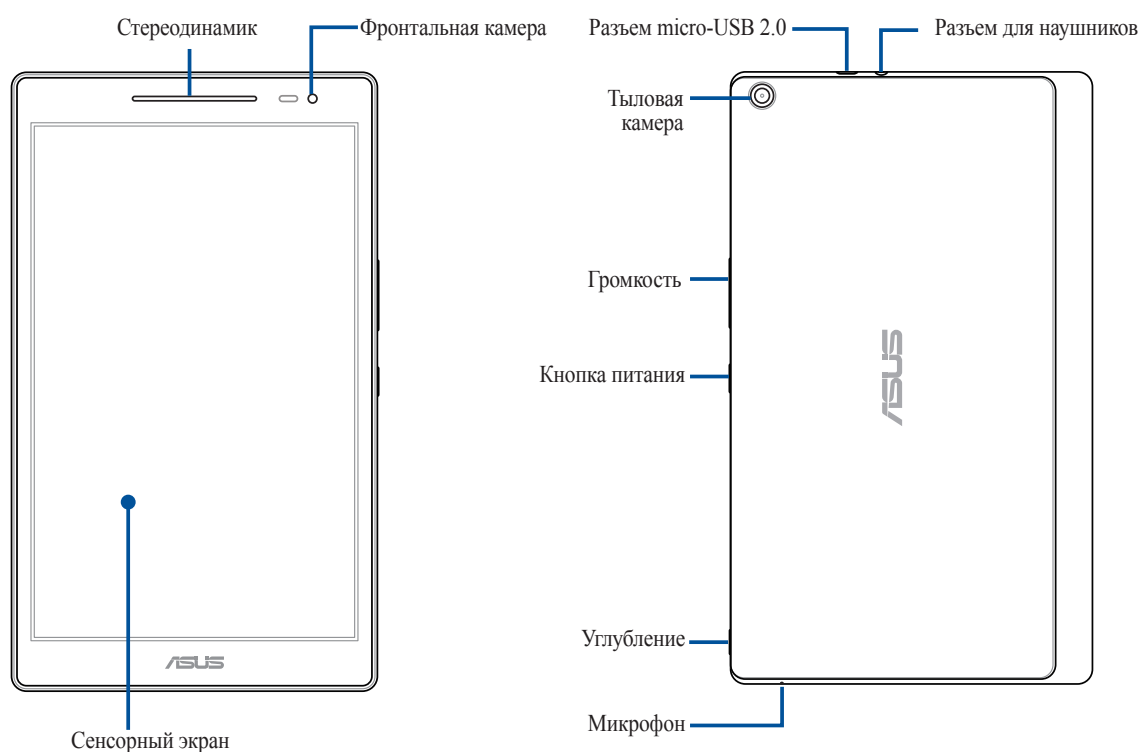 Стереодинамик
Фронтальная камера
Разъем micro-USB 2.0
Разъем для наушников
Тыловая
камера
Громкость
Кнопка питания
ASUS
Углубление
ASUS
Микрофон
Сенсорный экран